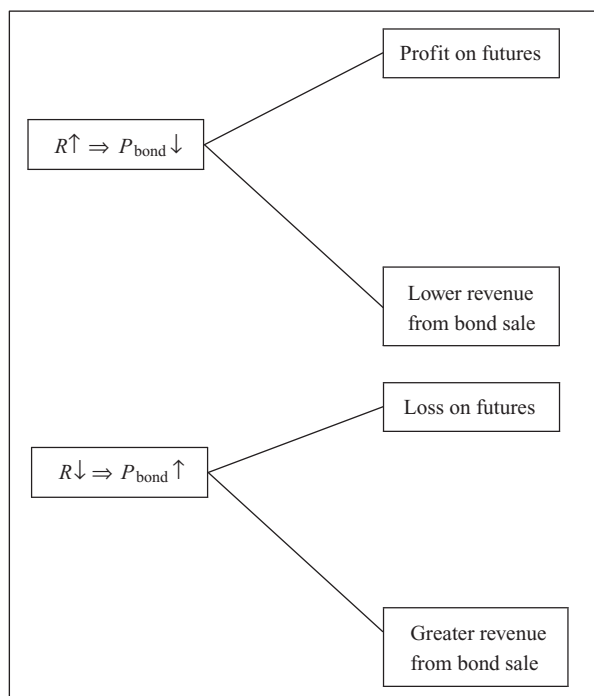 Profit on futures
R↑ ⇒ P_bond ↓
Lower revenue
from bond sale
Loss on futures
R↓ ⇒ P_bond ↑
Greater revenue
from bond sale